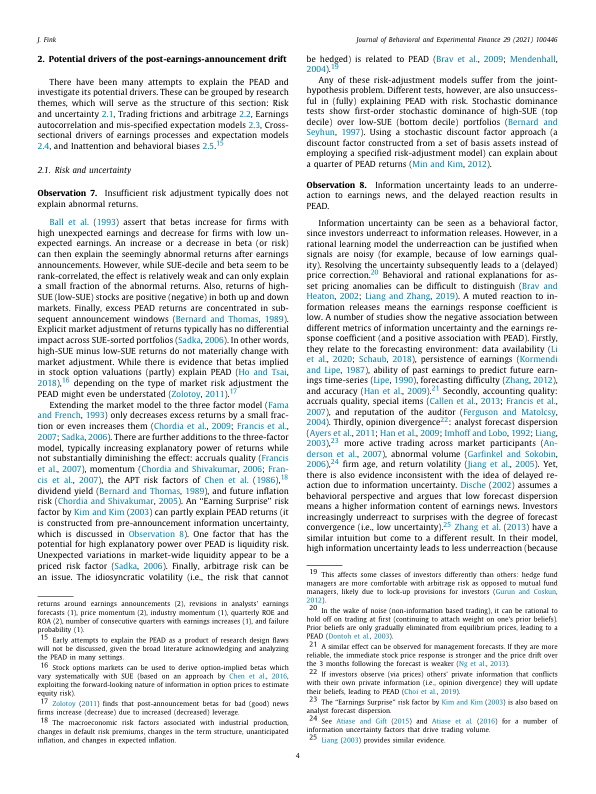 J. Fink
Journal of Behavioral and Experimental Finance 29 (2021) 100446
2. Potential drivers of the post-earnings-announcement drift
There have been many attempts to explain the PEAD and
investigate its potential drivers. These can be grouped by research
themes, which will serve as the structure of this section: Risk
and uncertainty 2.1, Trading frictions and arbitrage 2.2, Earnings
autocorrelation and mis-specified expectation models 2.3, Cross-
sectional drivers of earnings processes and expectation models
2.4, and Inattention and behavioral biases 2.5.15
2.1. Risk and uncertainty
Observation 7. Insufficient risk adjustment typically does not
explain abnormal returns.
Ball et al. (1993) assert that betas increase for firms with
high unexpected earnings and decrease for firms with low un-
expected earnings. An increase or a decrease in beta (or risk)
can then explain the seemingly abnormal returns after earnings
announcements. However, while SUE-decile and beta seem to be
rank-correlated, the effect is relatively weak and can only explain
a small fraction of the abnormal returns. Also, returns of high-
SUE (low-SUE) stocks are positive (negative) in both up and down
markets. Finally, excess PEAD returns are concentrated in sub-
sequent announcement windows (Bernard and Thomas, 1989).
Explicit market adjustment of returns typically has no differential
impact across SUE-sorted portfolios (Sadka, 2006). In other words,
high-SUE minus low-SUE returns do not materially change with
market adjustment. While there is evidence that betas implied
in stock option valuations (partly) explain PEAD (Ho and Tsai,
2018),16 depending on the type of market risk adjustment the
PEAD might even be understated (Zolotoy, 2011).17
Extending the market model to the three factor model (Fama
and French, 1993) only decreases excess returns by a small frac-
tion or even increases them (Chordia et al., 2009; Francis et al.,
2007; Sadka, 2006). There are further additions to the three-factor
model, typically increasing explanatory power of returns while
not substantially diminishing the effect: accruals quality (Francis
et al., 2007), momentum (Chordia and Shivakumar, 2006; Fran-
cis et al., 2007), the APT risk factors of Chen et al. (1986),18
dividend yield (Bernard and Thomas, 1989), and future inflation
risk (Chordia and Shivakumar, 2005). An “Earning Surprise” risk
factor by Kim and Kim (2003) can partly explain PEAD returns (it
is constructed from pre-announcement information uncertainty,
which is discussed in Observation 8). One factor that has the
potential for high explanatory power over PEAD is liquidity risk.
Unexpected variations in market-wide liquidity appear to be a
priced risk factor (Sadka, 2006). Finally, arbitrage risk can be
an issue. The idiosyncratic volatility (i.e., the risk that cannot
returns around earnings announcements (2), revisions in analysts' earnings
forecasts (1), price momentum (2), industry momentum (1), quarterly ROE and
ROA (2), number of consecutive quarters with earnings increases (1), and failure
probability (1).
15 Early attempts to explain the PEAD as a product of research design flaws
will not be discussed, given the broad literature acknowledging and analyzing
the PEAD in many settings.
16 Stock options markets can be used to derive option-implied betas which
vary systematically with SUE (based on an approach by Chen et al., 2016,
exploiting the forward-looking nature of information in option prices to estimate
equity risk).
17 Zolotoy (2011) finds that post-announcement betas for bad (good) news
firms increase (decrease) due to increased (decreased) leverage.
18 The macroeconomic risk factors associated with industrial production,
changes in default risk premiums, changes in the term structure, unanticipated
inflation, and changes in expected inflation.
be hedged) is related to PEAD (Brav et al., 2009; Mendenhall,
2004).19
Any of these risk-adjustment models suffer from the joint-
hypothesis problem. Different tests, however, are also unsuccess-
ful in (fully) explaining PEAD with risk. Stochastic dominance
tests show first-order stochastic dominance of high-SUE (top
decile) over low-SUE (bottom decile) portfolios (Bernard and
Seyhun, 1997). Using a stochastic discount factor approach (a
discount factor constructed from a set of basis assets instead of
employing a specified risk-adjustment model) can explain about
a quarter of PEAD returns (Min and Kim, 2012).
Observation 8. Information uncertainty leads to an underre-
action to earnings news, and the delayed reaction results in
PEAD.
Information uncertainty can be seen as a behavioral factor,
since investors underreact to information releases. However, in a
rational learning model the underreaction can be justified when
signals are noisy (for example, because of low earnings qual-
ity). Resolving the uncertainty subsequently leads to a (delayed)
price correction.20 Behavioral and rational explanations for as-
set pricing anomalies can be difficult to distinguish (Brav and
Heaton, 2002; Liang and Zhang, 2019). A muted reaction to in-
formation releases means the earnings response coefficient is
low. A number of studies show the negative association between
different metrics of information uncertainty and the earnings re-
sponse coefficient (and a positive association with PEAD). Firstly,
they relate to the forecasting environment: data availability (Li
et al., 2020; Schaub, 2018), persistence of earnings (Kormendi
and Lipe, 1987), ability of past earnings to predict future earn-
ings time-series (Lipe, 1990), forecasting difficulty (Zhang, 2012),
and accuracy (Han et al., 2009).21 Secondly, accounting quality:
accruals quality, special items (Callen et al., 2013; Francis et al.,
2007), and reputation of the auditor (Ferguson and Matolcsy,
2004). Thirdly, opinion divergence22: analyst forecast dispersion
(Ayers et al., 2011; Han et al., 2009; Imhoff and Lobo, 1992; Liang,
2003),23 more active trading across market participants (An-
derson et al., 2007), abnormal volume (Garfinkel and Sokobin,
2006),24 firm age, and return volatility (Jiang et al., 2005). Yet,
there is also evidence inconsistent with the idea of delayed re-
action due to information uncertainty. Dische (2002) assumes a
behavioral perspective and argues that low forecast dispersion
means a higher information content of earnings news. Investors
increasingly underreact to surprises with the degree of forecast
convergence (i.e., low uncertainty).25 Zhang et al. (2013) have a
similar intuition but come to a different result. In their model,
high information uncertainty leads to less underreaction (because
19 This affects some classes of investors differently than others: hedge fund
managers are more comfortable with arbitrage risk as opposed to mutual fund
managers, likely due to lock-up provisions for investors (Gurun and Coskun,
2012).
20 In the wake of noise (non-information based trading), it can be rational to
hold off on trading at first (continuing to attach weight on one's prior beliefs).
Prior beliefs are only gradually eliminated from equilibrium prices, leading to a
PEAD (Dontoh et al., 2003).
21 A similar effect can be observed for management forecasts. If they are more
reliable, the immediate stock price response is stronger and the price drift over
the 3 months following the forecast is weaker (Ng et al., 2013).
22 If investors observe (via prices) others' private information that conflicts
with their own private information (i.e., opinion divergence) they will update
their beliefs, leading to PEAD (Choi et al., 2019).
23 The “Earnings Surprise” risk factor by Kim and Kim (2003) is also based on
analyst forecast dispersion.
24 See Atiase and Gift (2015) and Atiase et al. (2016) for a number of
information uncertainty factors that drive trading volume.
25 Liang (2003) provides similar evidence.
4